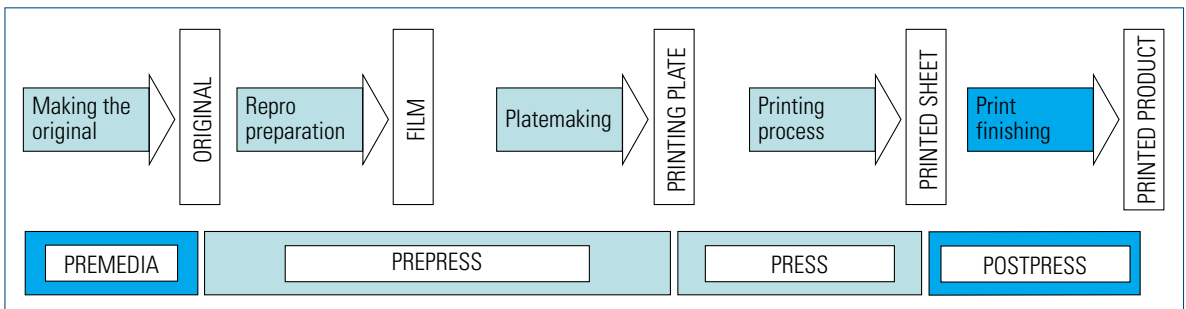 Making the
original
ORIGINAL
Repro
preparation
FILM
Platemaking
PRINTING PLATE
Printing
process
PRINTED SHEET
Print
finishing
PRINTED PRODUCT
PREMEDIA
PREPRESS
PRESS
POSTPRESS